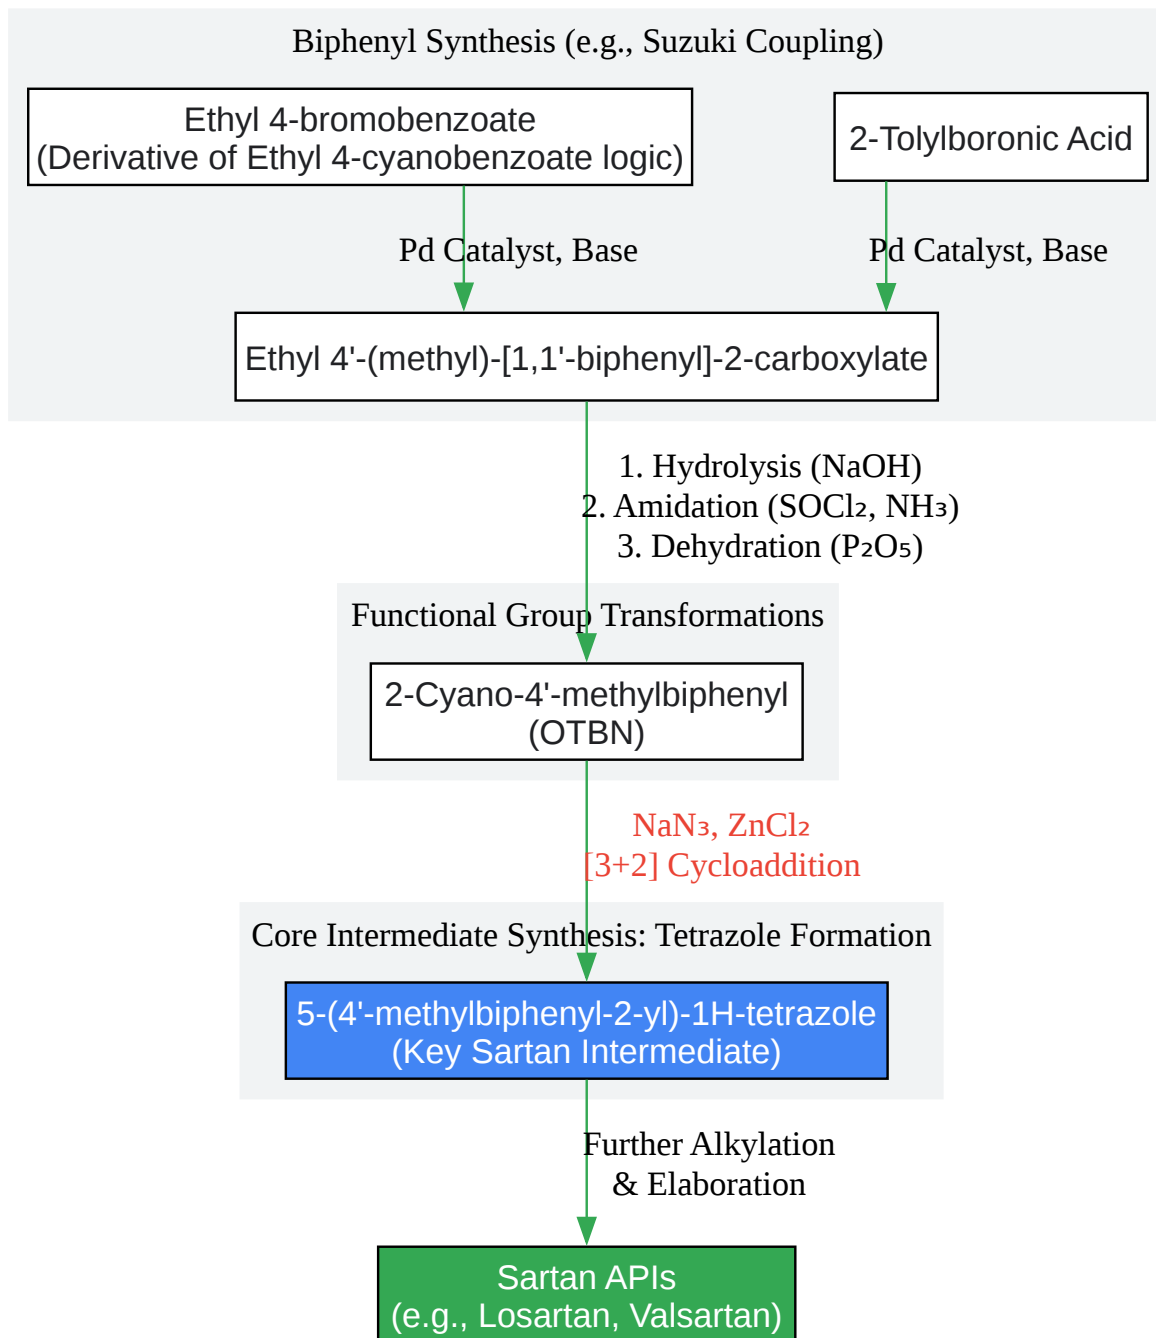 Biphenyl Synthesis (e.g., Suzuki Coupling)
Ethyl 4-bromobenzoate
(Derivative of Ethyl 4-cyanobenzoate logic)
2-Tolylboronic Acid
Pd Catalyst, Base
Pd Catalyst, Base
Ethyl 4'-(methyl)-[1,1'-biphenyl]-2-carboxylate
1. Hydrolysis (NaOH)
2. Amidation (SOCl₂, NH₃)
3. Dehydration (P₂O₅)
Functional Group Transformations
2-Cyano-4'-methylbiphenyl
(OTBN)
NaN₃, ZnCl₂
[3+2] Cycloaddition
Core Intermediate Synthesis: Tetrazole Formation
5-(4'-methylbiphenyl-2-yl)-1H-tetrazole
(Key Sartan Intermediate)
Further Alkylation
& Elaboration
Sartan APIs
(e.g., Losartan, Valsartan)